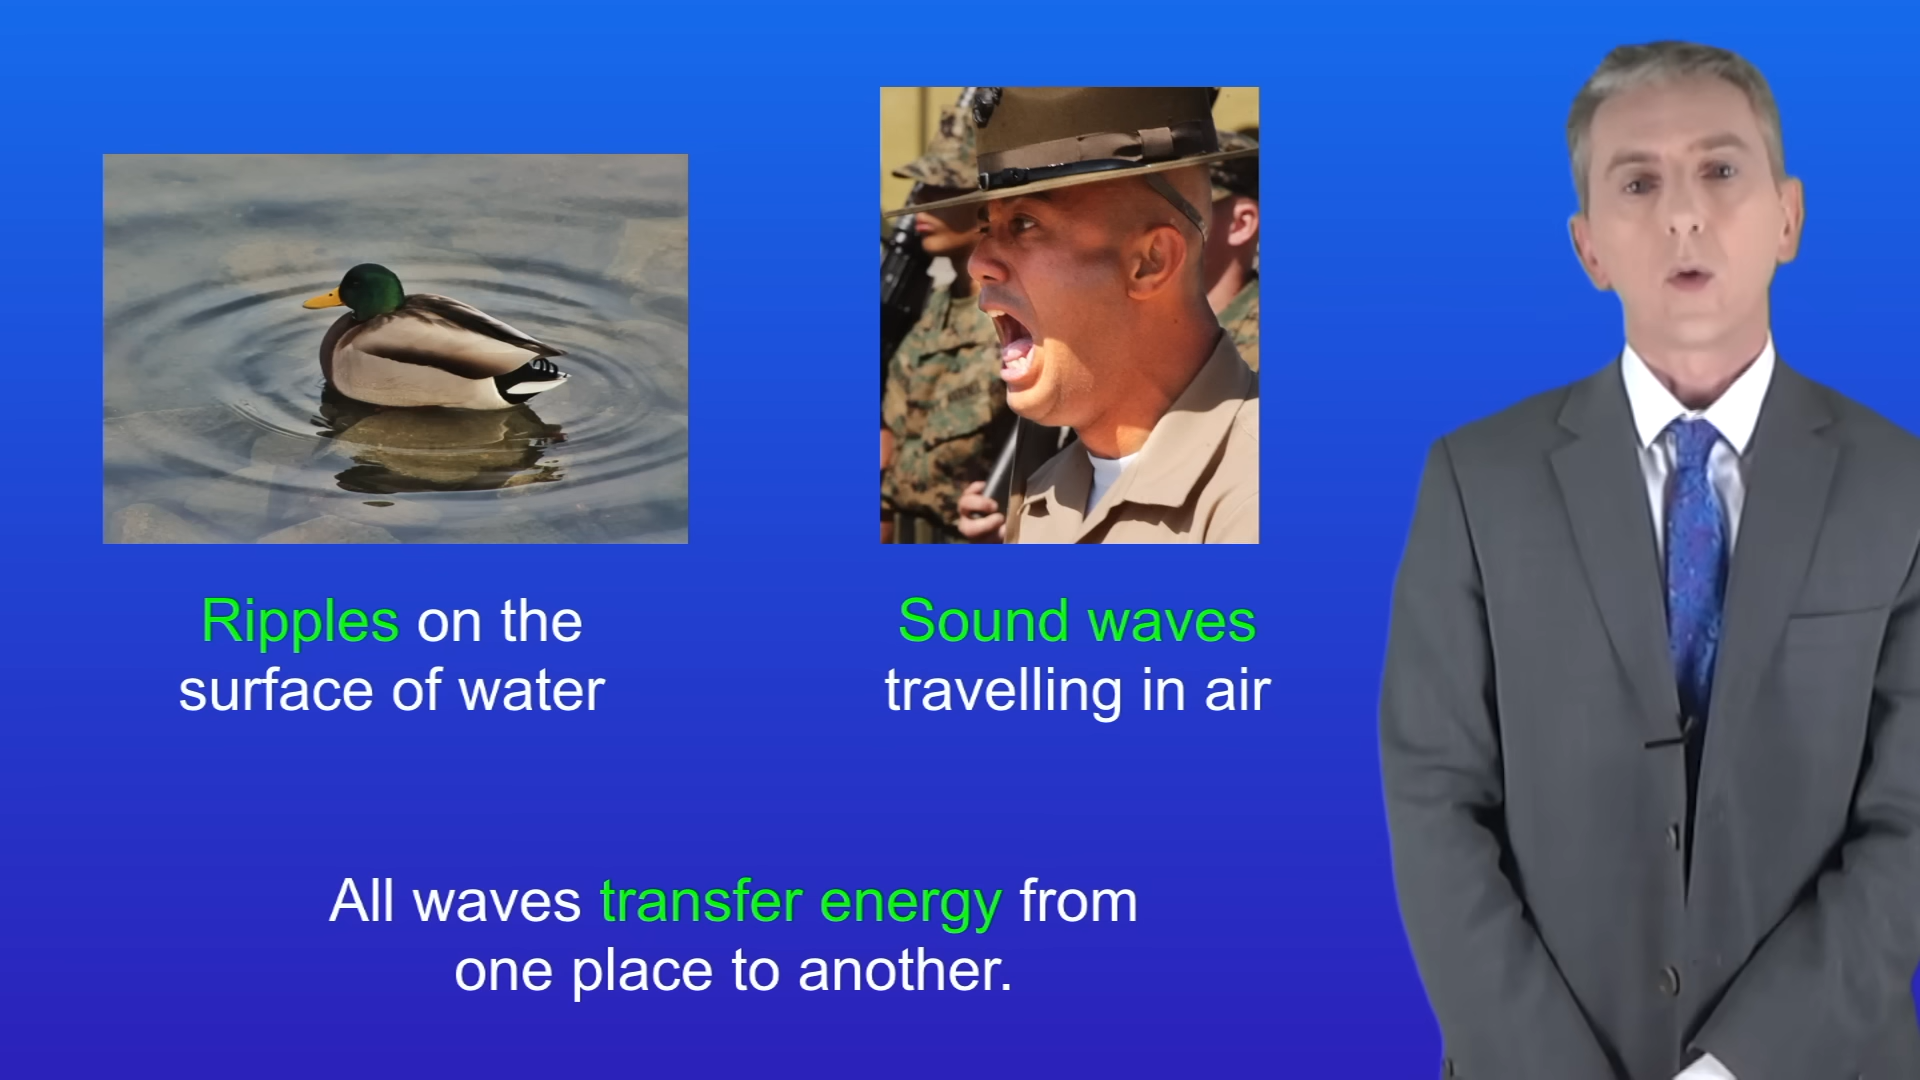 Ripples on the
surface of water
Sound waves
travelling in air
All waves transfer energy from
one place to another.